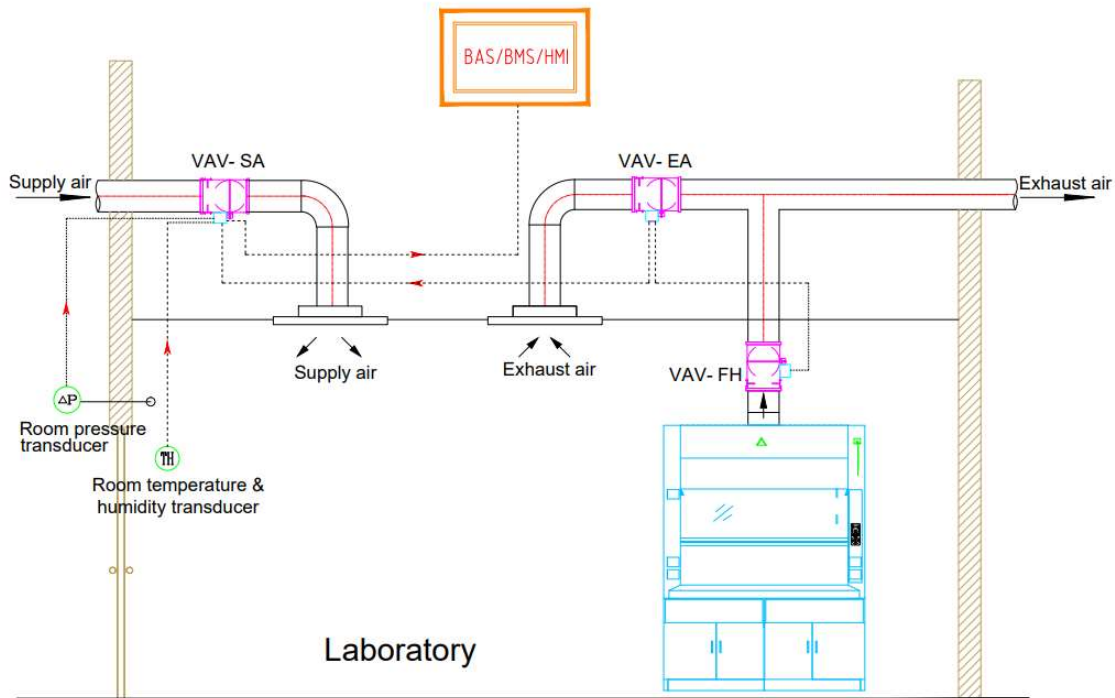 BAS/BMS/HMI
VAV- SA
VAV- EA
Supply air
Exhaust air
Supply air
Exhaust air
VAV- FH
△P
Room pressure
transducer
TH
Room temperature &
humidity transducer
Laboratory